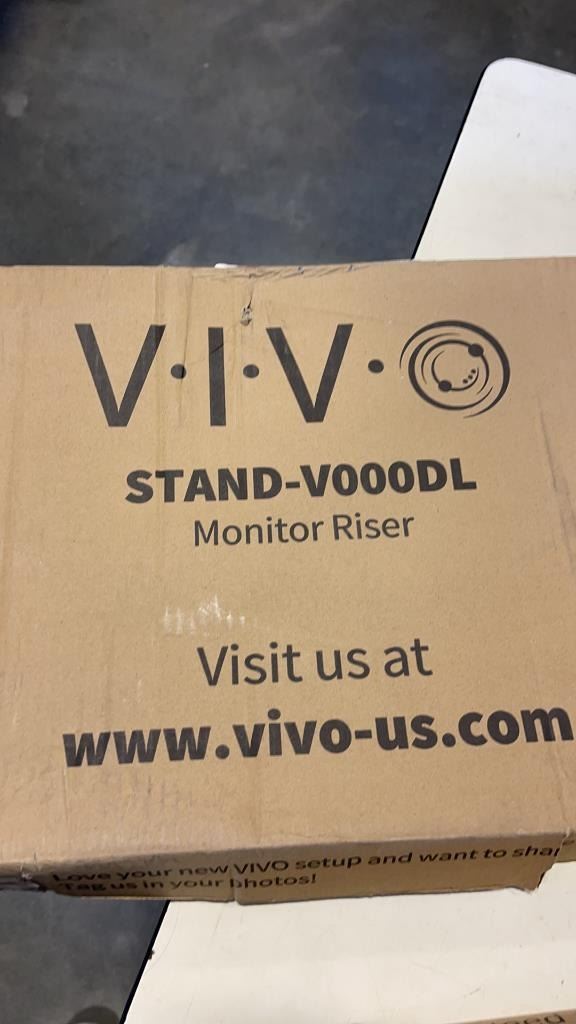 V·I·V·O
STAND-V000DL
Monitor Riser
Visit us at
www.vivo-us.com
Love your new VIVO setup and want to
Tag us in your photos!